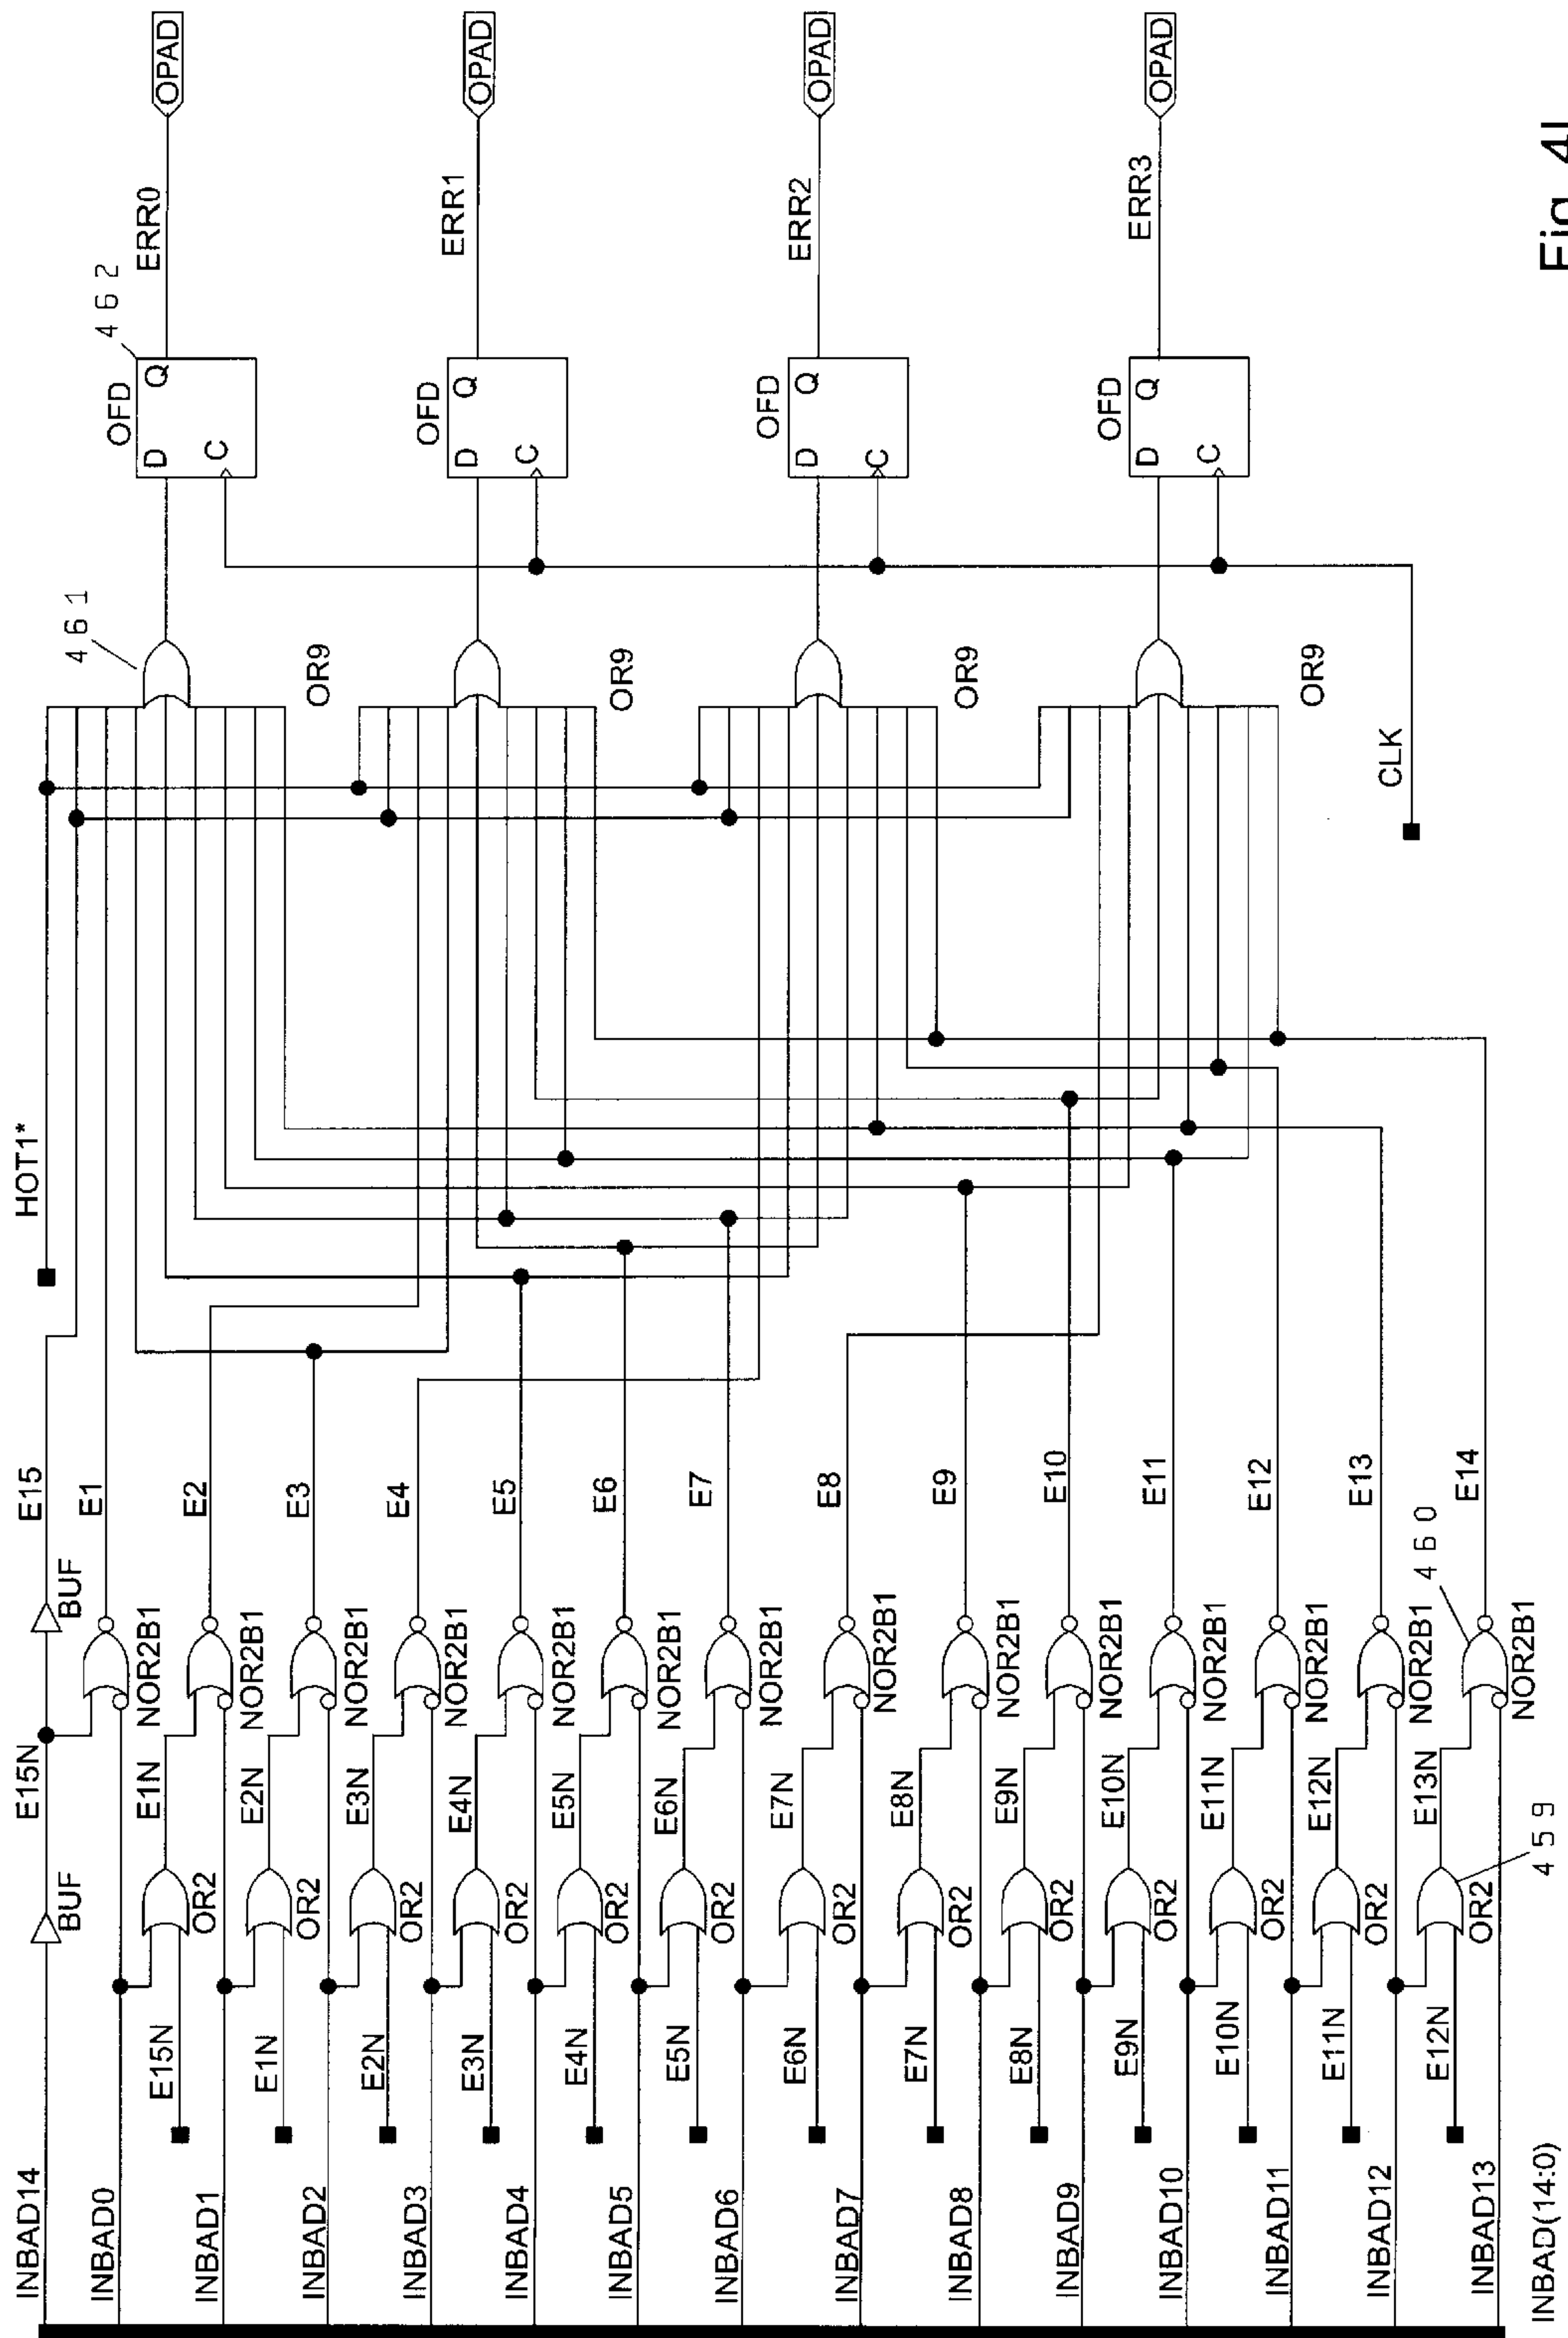 INBAD14
BUF
E15N
BUF
E15
HOT1*
461
OFD
462
D
Q
C
ERR0
OPAD
INBAD0
E15N
OR2
E1N
NOR2B1
E1
OR9
INBAD1
E1N
OR2
E2N
NOR2B1
E2
INBAD2
E2N
OR2
E3N
NOR2B1
E3
INBAD3
E3N
OR2
E4N
NOR2B1
E4
OFD
D
Q
C
ERR1
OPAD
INBAD4
E4N
OR2
E5N
NOR2B1
E5
OR9
INBAD5
E5N
OR2
E6N
NOR2B1
E6
INBAD6
E6N
OR2
E7N
NOR2B1
E7
OFD
D
Q
C
ERR2
OPAD
INBAD7
E7N
OR2
E8N
NOR2B1
E8
OR9
INBAD8
E8N
OR2
E9N
NOR2B1
E9
INBAD9
E9N
OR2
E10N
NOR2B1
E10
OFD
D
Q
C
ERR3
OPAD
INBAD10
E10N
OR2
E11N
NOR2B1
E11
OR9
INBAD11
E11N
OR2
E12N
NOR2B1
E12
INBAD12
E12N
OR2
E13N
NOR2B1
E13
CLK
INBAD13
459
460
NOR2B1
E14
INBAD(14:0)
Fig.